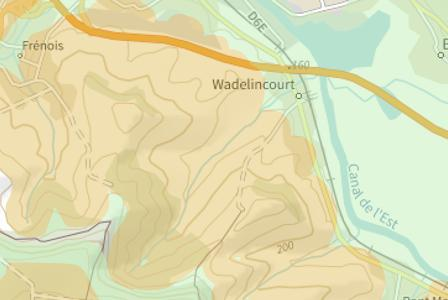 D6E
Frénois
160
Wadelincourt
Canal de l'Est
200